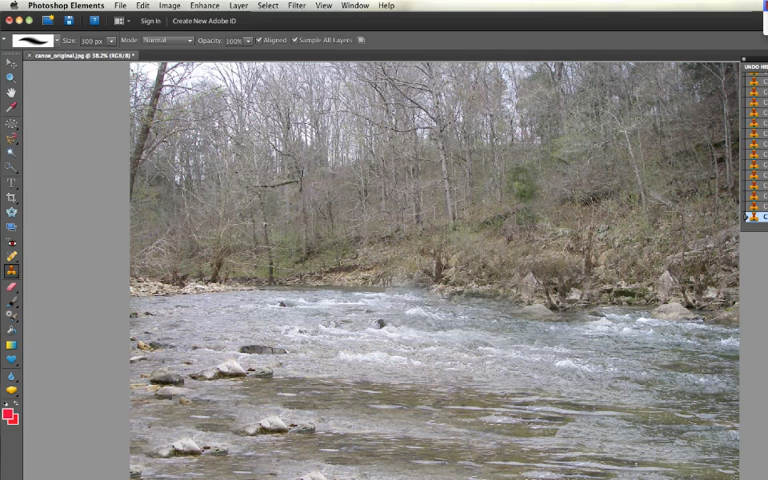 Photoshop Elements File Edit Image Enhance Layer Select Filter View Window Help
Sign In Create New Adobe ID
Size: 300 px Mode: Normal Opacity: 100% Aligned Sample All Layers
canoe_original.jpg @ 38.2% (RGB/8) *
UNDO HIS